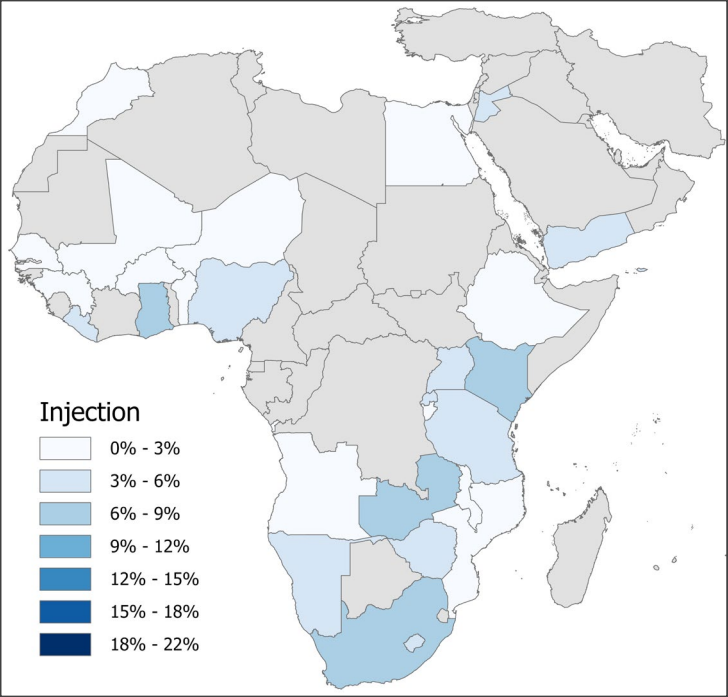 Injection
0% - 3%
3% - 6%
6% - 9%
9% - 12%
12% - 15%
15% - 18%
18% - 22%